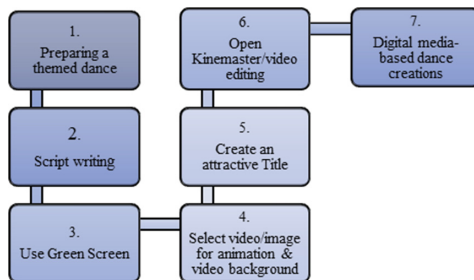 1.
Preparing a
themed dance
2.
Script writing
3.
Use Green Screen
4.
Select video/image
for animation &
video background
5.
Create an
attractive Title
6.
Open
Kinemaster/video
editing
7.
Digital media-
based dance
creations